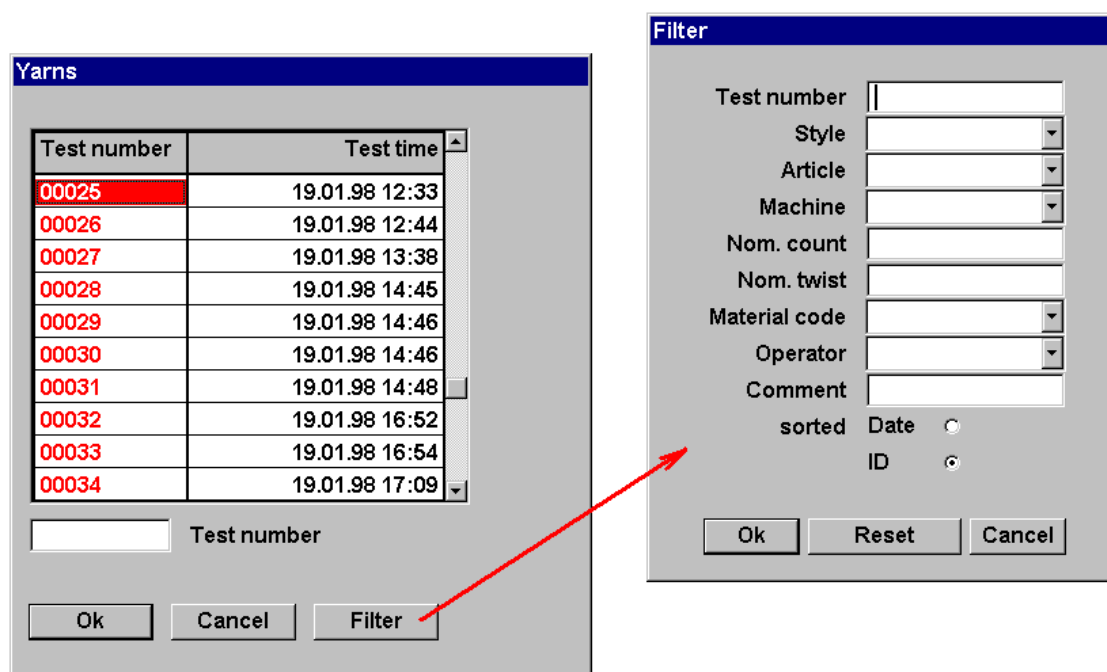 Yarns
Test number Test time
00025 19.01.98 12:33
00026 19.01.98 12:44
00027 19.01.98 13:38
00028 19.01.98 14:45
00029 19.01.98 14:46
00030 19.01.98 14:46
00031 19.01.98 14:48
00032 19.01.98 16:52
00033 19.01.98 16:54
00034 19.01.98 17:09
Test number
Ok Cancel Filter
Filter
Test number
Style
Article
Machine
Nom. count
Nom. twist
Material code
Operator
Comment
sorted Date
ID
Ok Reset Cancel